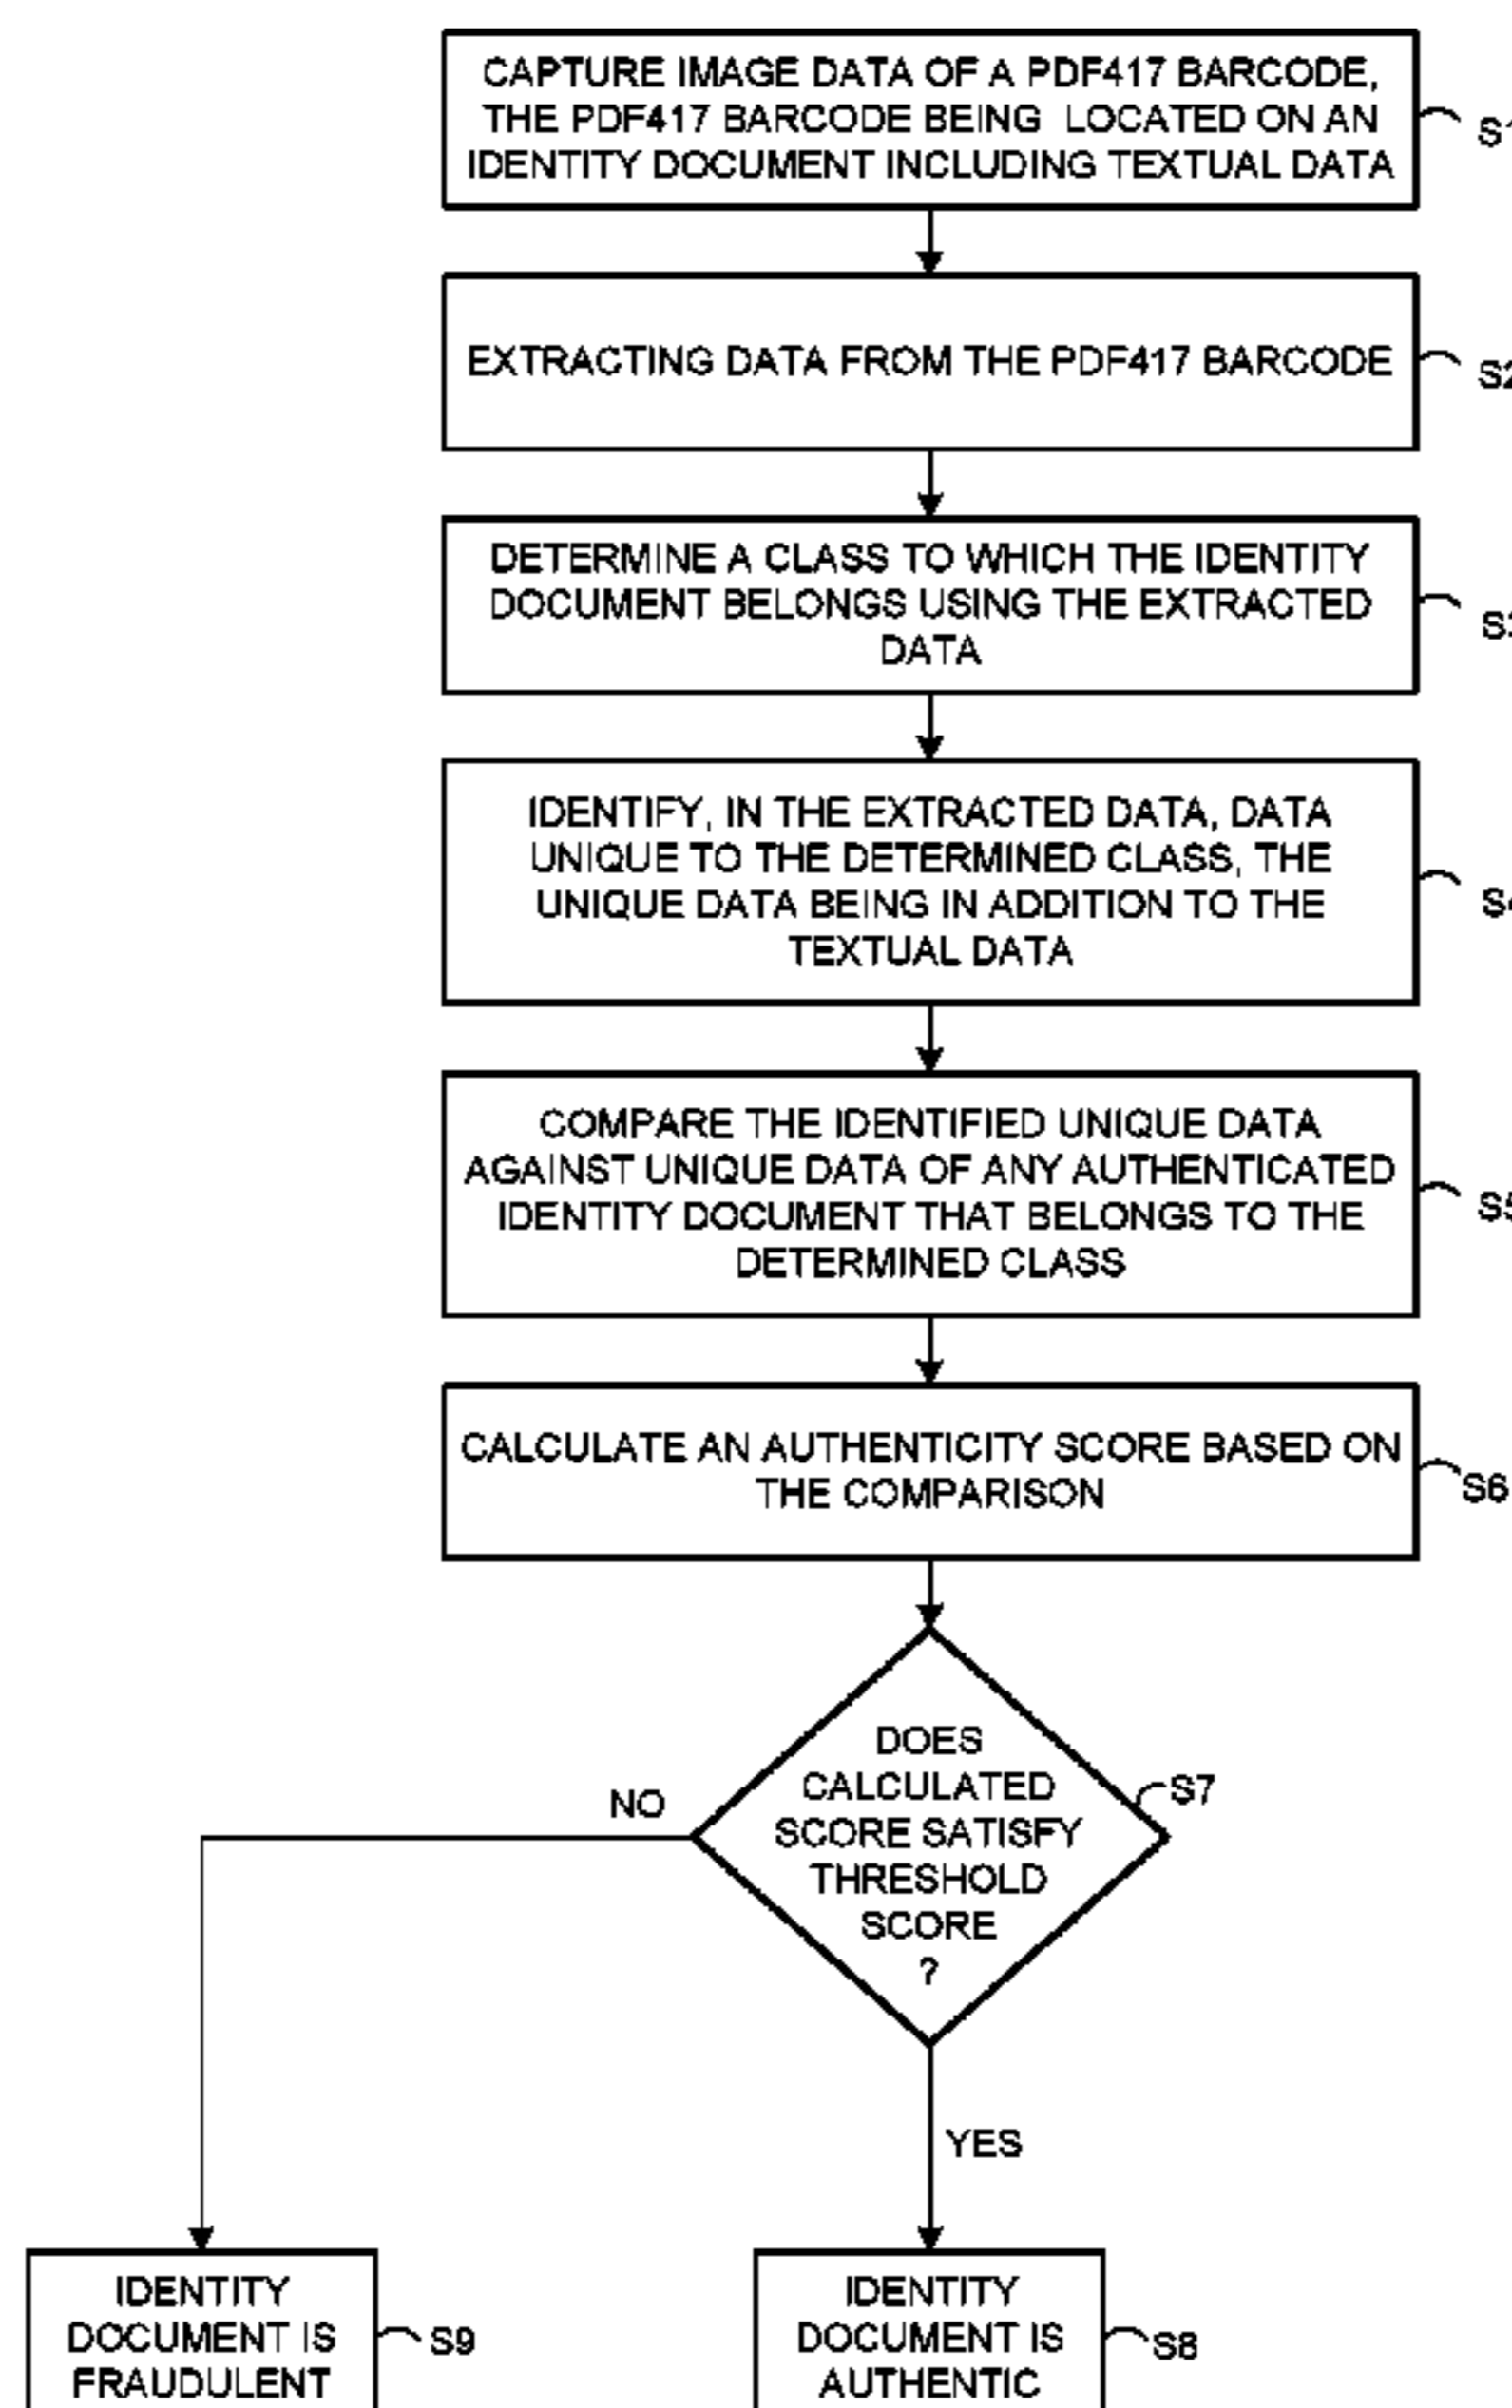 CAPTURE IMAGE DATA OF A PDF417 BARCODE,
THE PDF417 BARCODE BEING LOCATED ON AN
IDENTITY DOCUMENT INCLUDING TEXTUAL DATA
EXTRACTING DATA FROM THE PDF417 BARCODE
S2
DETERMINE A CLASS TO WHICH THE IDENTITY
DOCUMENT BELONGS USING THE EXTRACTED
DATA
IDENTIFY, IN THE EXTRACTED DATA, DATA
UNIQUE TO THE DETERMINED CLASS, THE
UNIQUE DATA BEING IN ADDITION TO THE
TEXTUAL DATA
S4
COMPARE THE IDENTIFIED UNIQUE DATA
AGAINST UNIQUE DATA OF ANY AUTHENTICATED
IDENTITY DOCUMENT THAT BELONGS TO THE
DETERMINED CLASS
S5
CALCULATE AN AUTHENTICITY SCORE BASED ON
THE COMPARISON
S6
DOES
CALCULATED
SCORE SATISFY
THRESHOLD
SCORE
?
S7
NO
YES
IDENTITY
DOCUMENT IS
FRAUDULENT
S9
IDENTITY
DOCUMENT IS
AUTHENTIC
S8